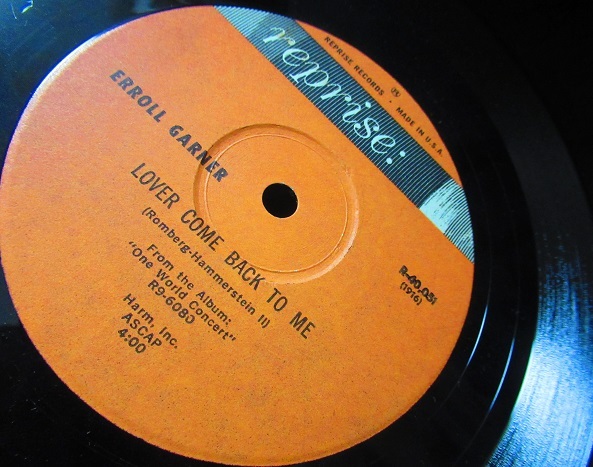 reprise:
REPRISE RECORDS · MADE IN U.S.A.
ERROLL GARNER
LOVER COME BACK TO ME
(Romberg-Hammerstein II)
From the Album:
"One World Concert"
R9-6080
Harm, Inc.
ASCAP
4:00
R-40,051
(1916)